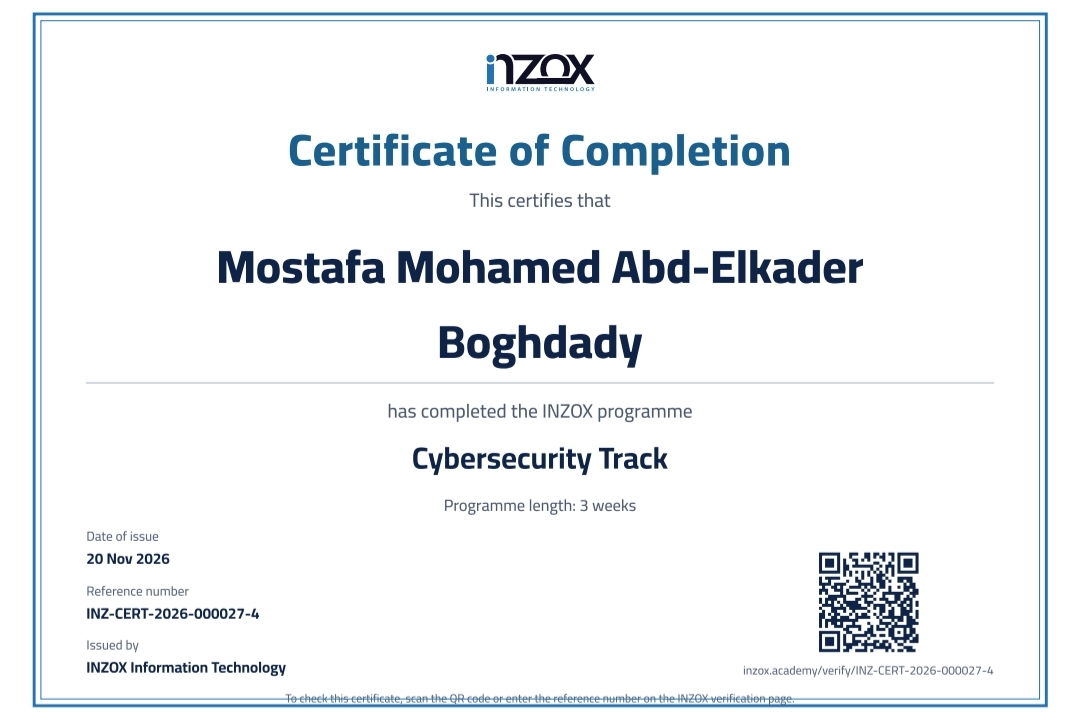 inzox
INFORMATION TECHNOLOGY
Certificate of Completion
This certifies that
Mostafa Mohamed Abd-Elkader
Boghdady
has completed the INZOX programme
Cybersecurity Track
Programme length: 3 weeks
Date of issue
20 Nov 2026
Reference number
INZ-CERT-2026-000027-4
Issued by
INZOX Information Technology
inzox.academy/verify/INZ-CERT-2026-000027-4
To check this certificate, scan the QR code or enter the reference number on the INZOX verification page.